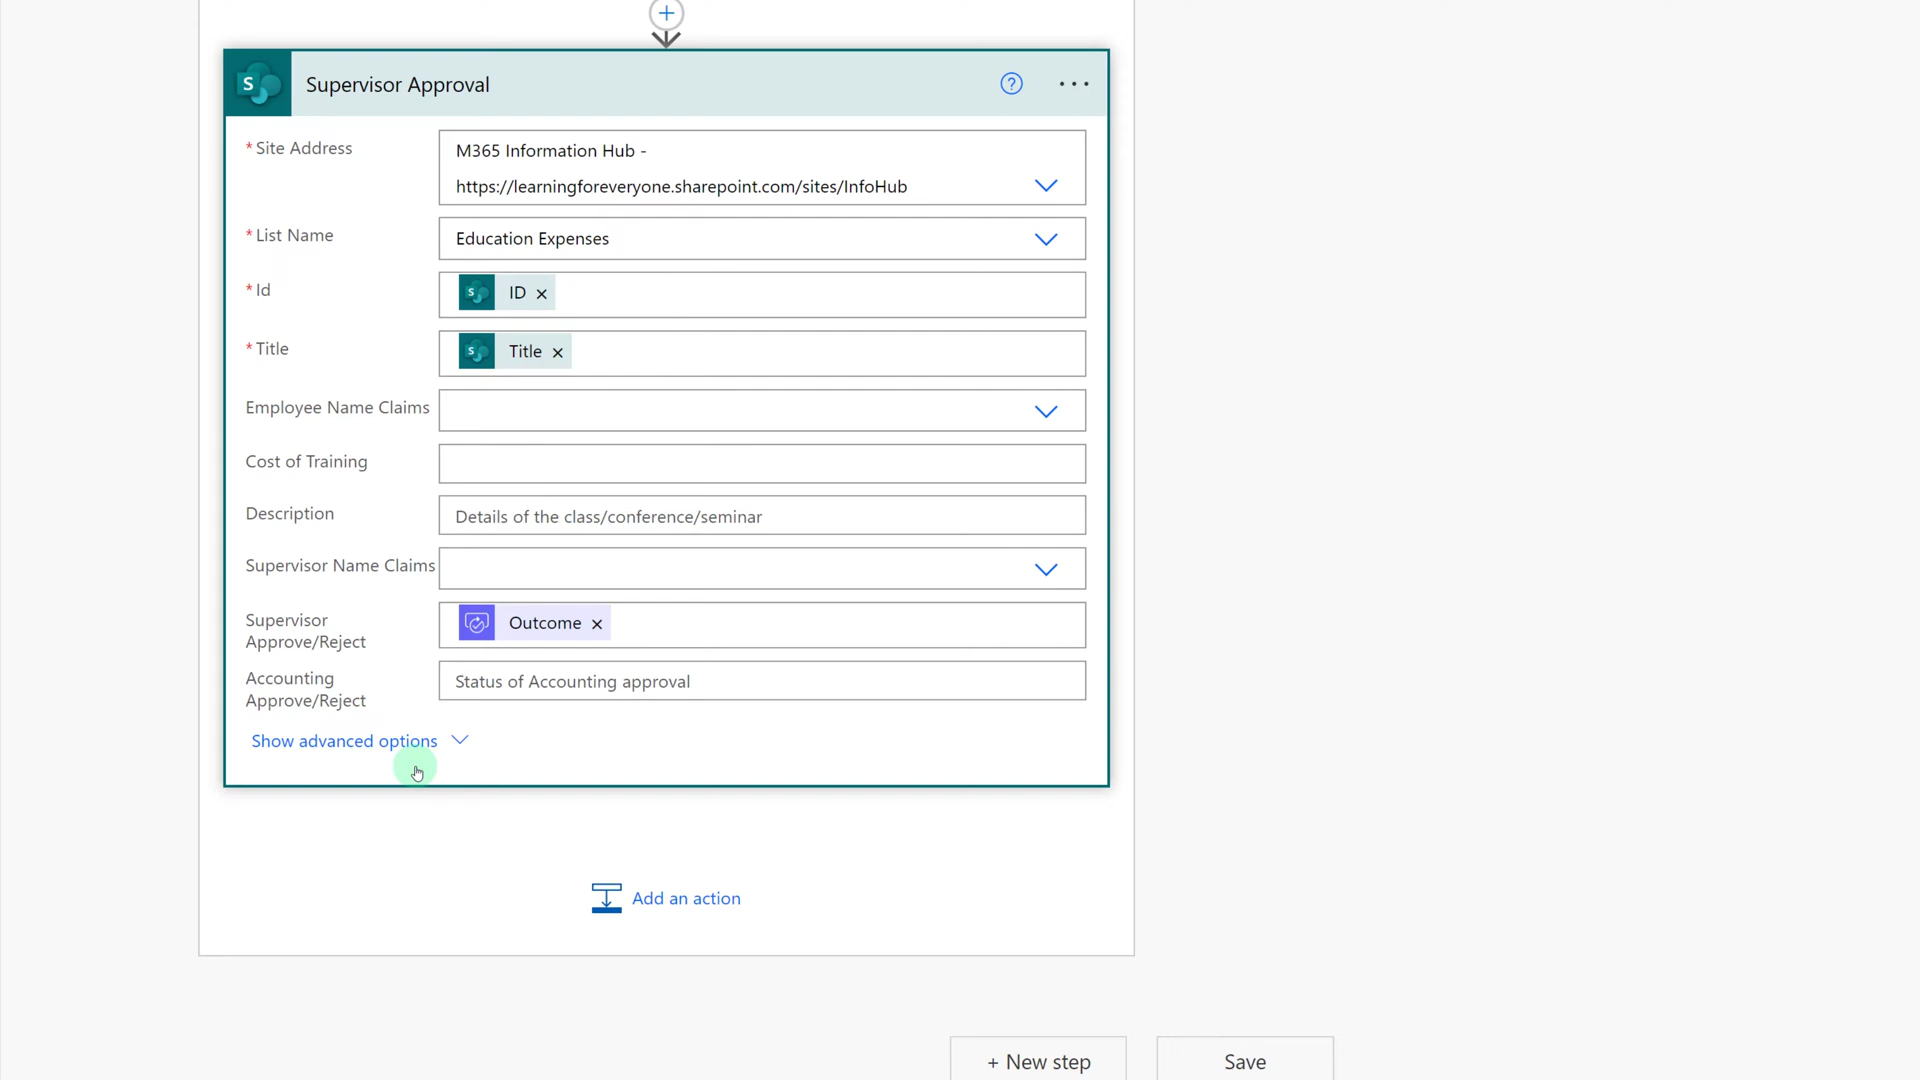 S Supervisor Approval ? ...
* Site Address
M365 Information Hub -
https://learningforeveryone.sharepoint.com/sites/InfoHub
* List Name Education Expenses
* Id S ID ×
* Title S Title ×
Employee Name Claims
Cost of Training
Description Details of the class/conference/seminar
Supervisor Name Claims
Supervisor
Approve/Reject
Outcome ×
Accounting
Approve/Reject
Status of Accounting approval
Show advanced options
Add an action
+ New step Save